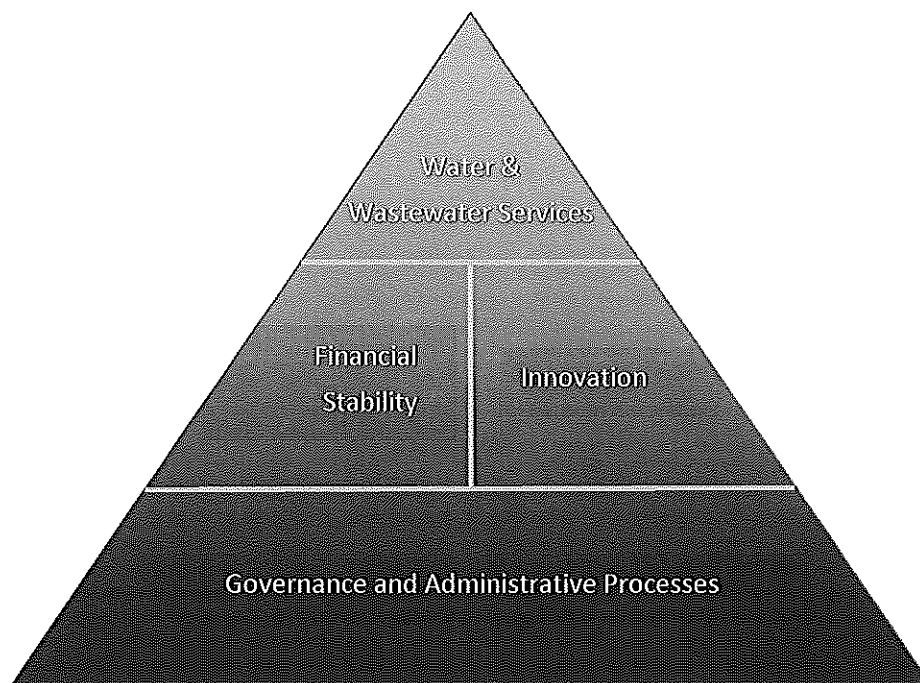 Water &
Wastewater Services
Financial
Stability
Innovation
Governance and Administrative Processes